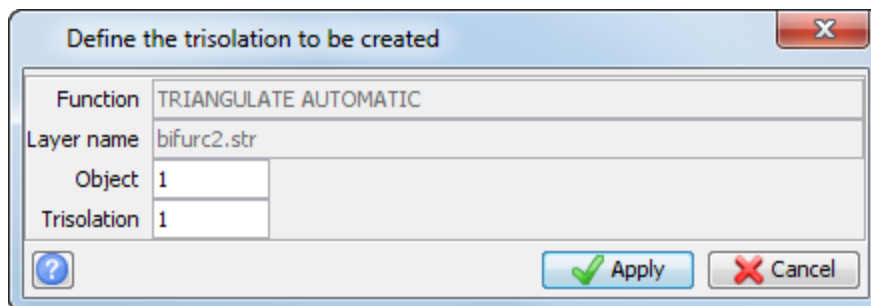 Define the trisolation to be created
Function TRIANGULATE AUTOMATIC
Layer name bifurc2.str
Object 1
Trisolation 1
? Apply Cancel